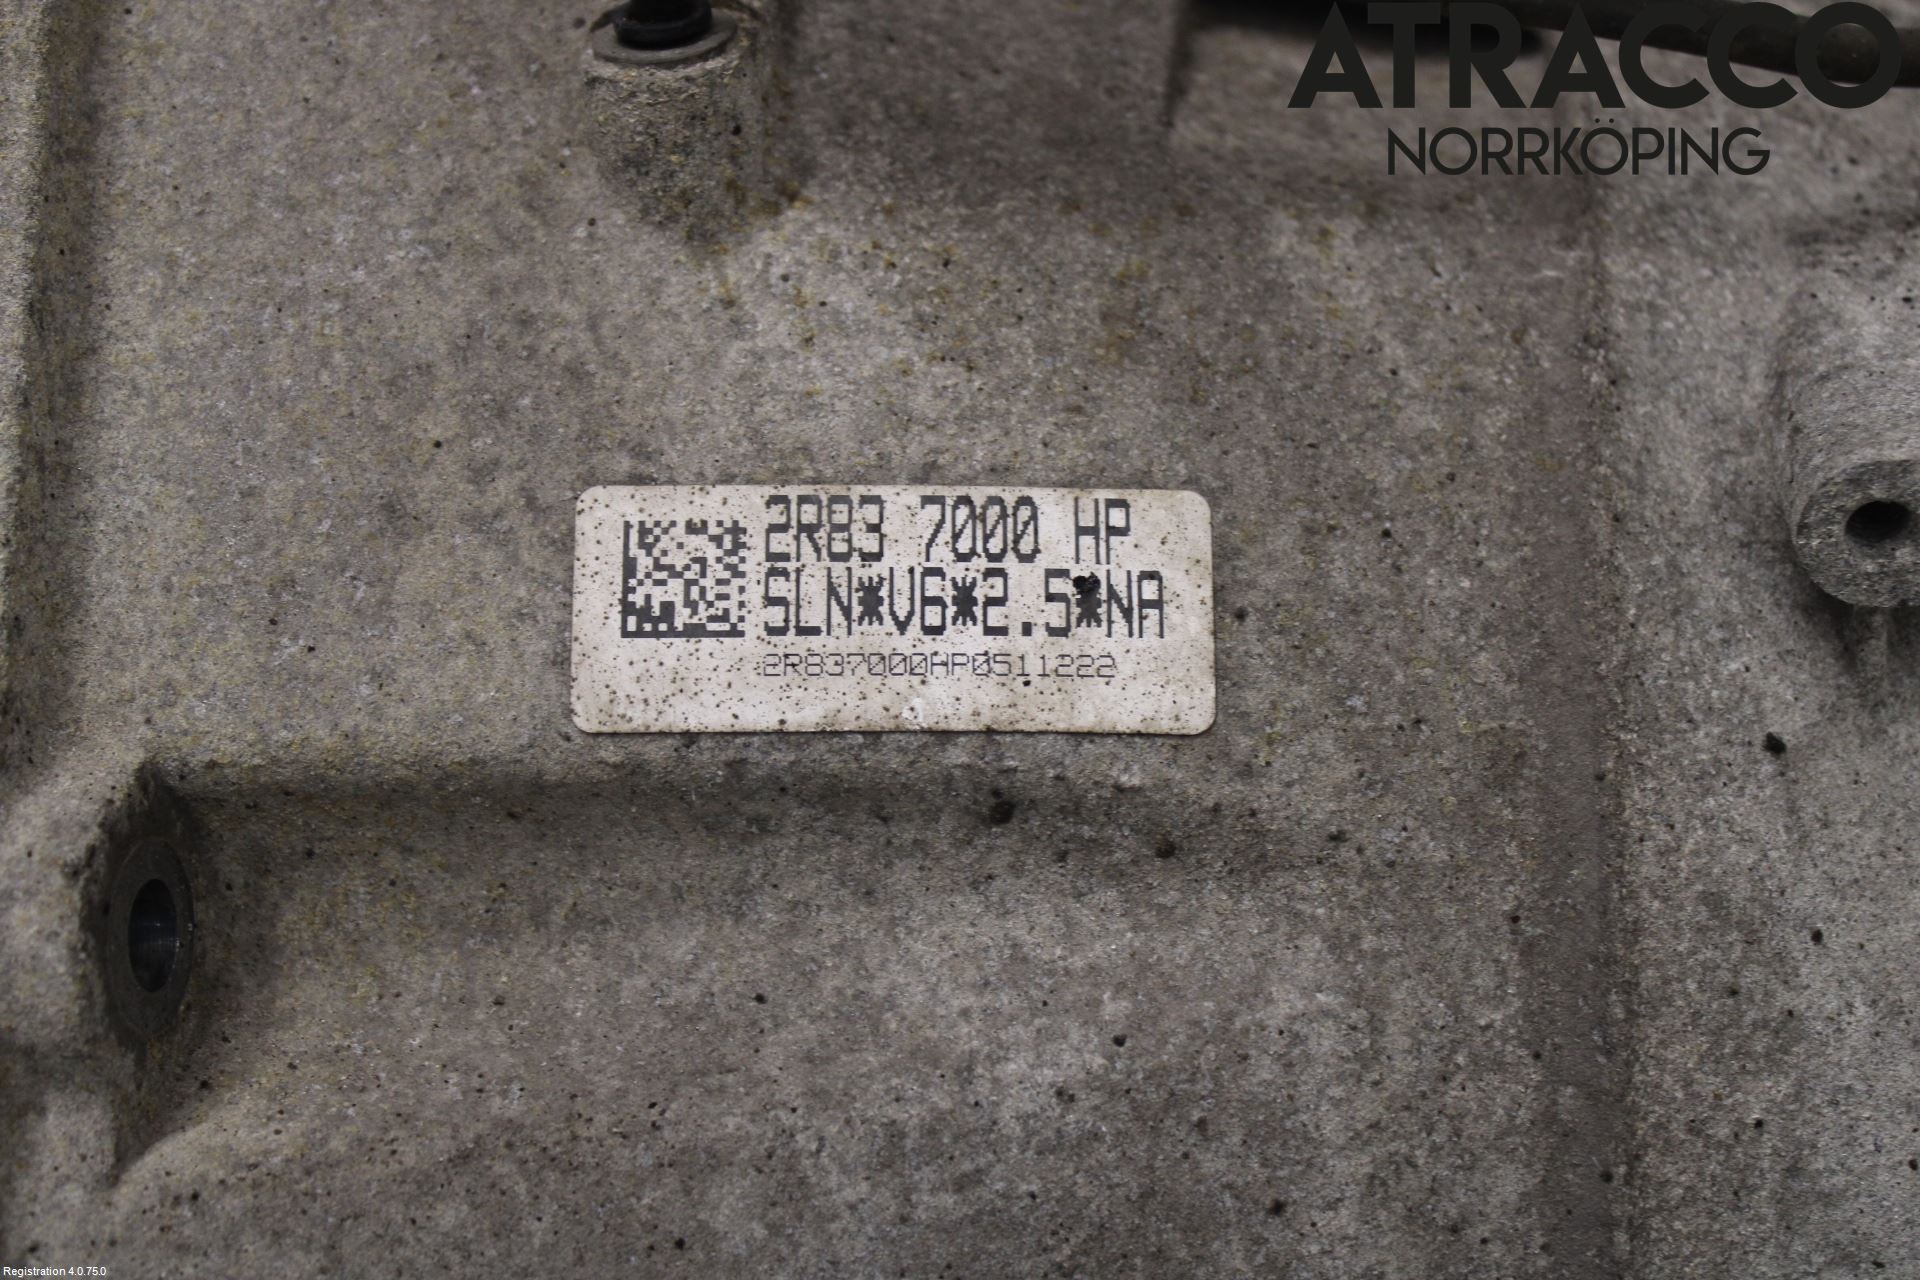 ATRACCO
NORRKÖPING
2R83 7000 HP
SLN*V6*2.5*NA
2R837000HP0511222
Registration 4.0.75.0